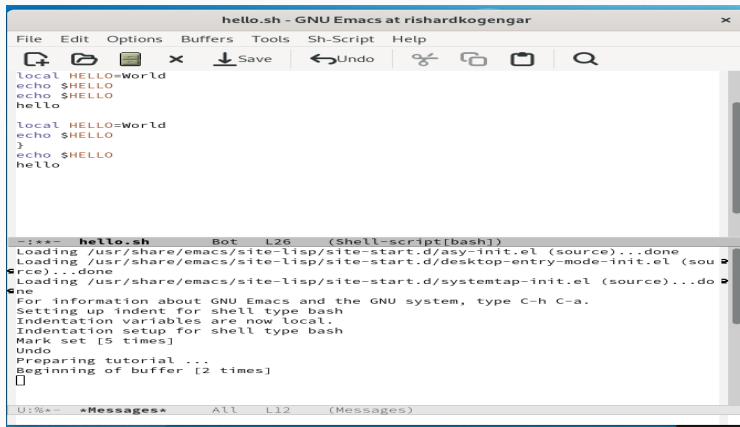 hello.sh - GNU Emacs at rishardkogengar ×
File Edit Options Buffers Tools Sh-Script Help
Save Undo
local HELLO=World
echo $HELLO
echo $HELLO
hello
local HELLO=World
echo $HELLO
}
echo $HELLO
hello
-:**- hello.sh Bot L26 (Shell-script[bash])
Loading /usr/share/emacs/site-lisp/site-start.d/asy-init.el (source)...done
Loading /usr/share/emacs/site-lisp/site-start.d/desktop-entry-mode-init.el (sou
rce)...done
Loading /usr/share/emacs/site-lisp/site-start.d/systemtap-init.el (source)...do
ne
For information about GNU Emacs and the GNU system, type C-h C-a.
Setting up indent for shell type bash
Indentation variables are now local.
Indentation setup for shell type bash
Mark set [5 times]
Undo
Preparing tutorial ...
Beginning of buffer [2 times]
U:%*- *Messages* All L12 (Messages)